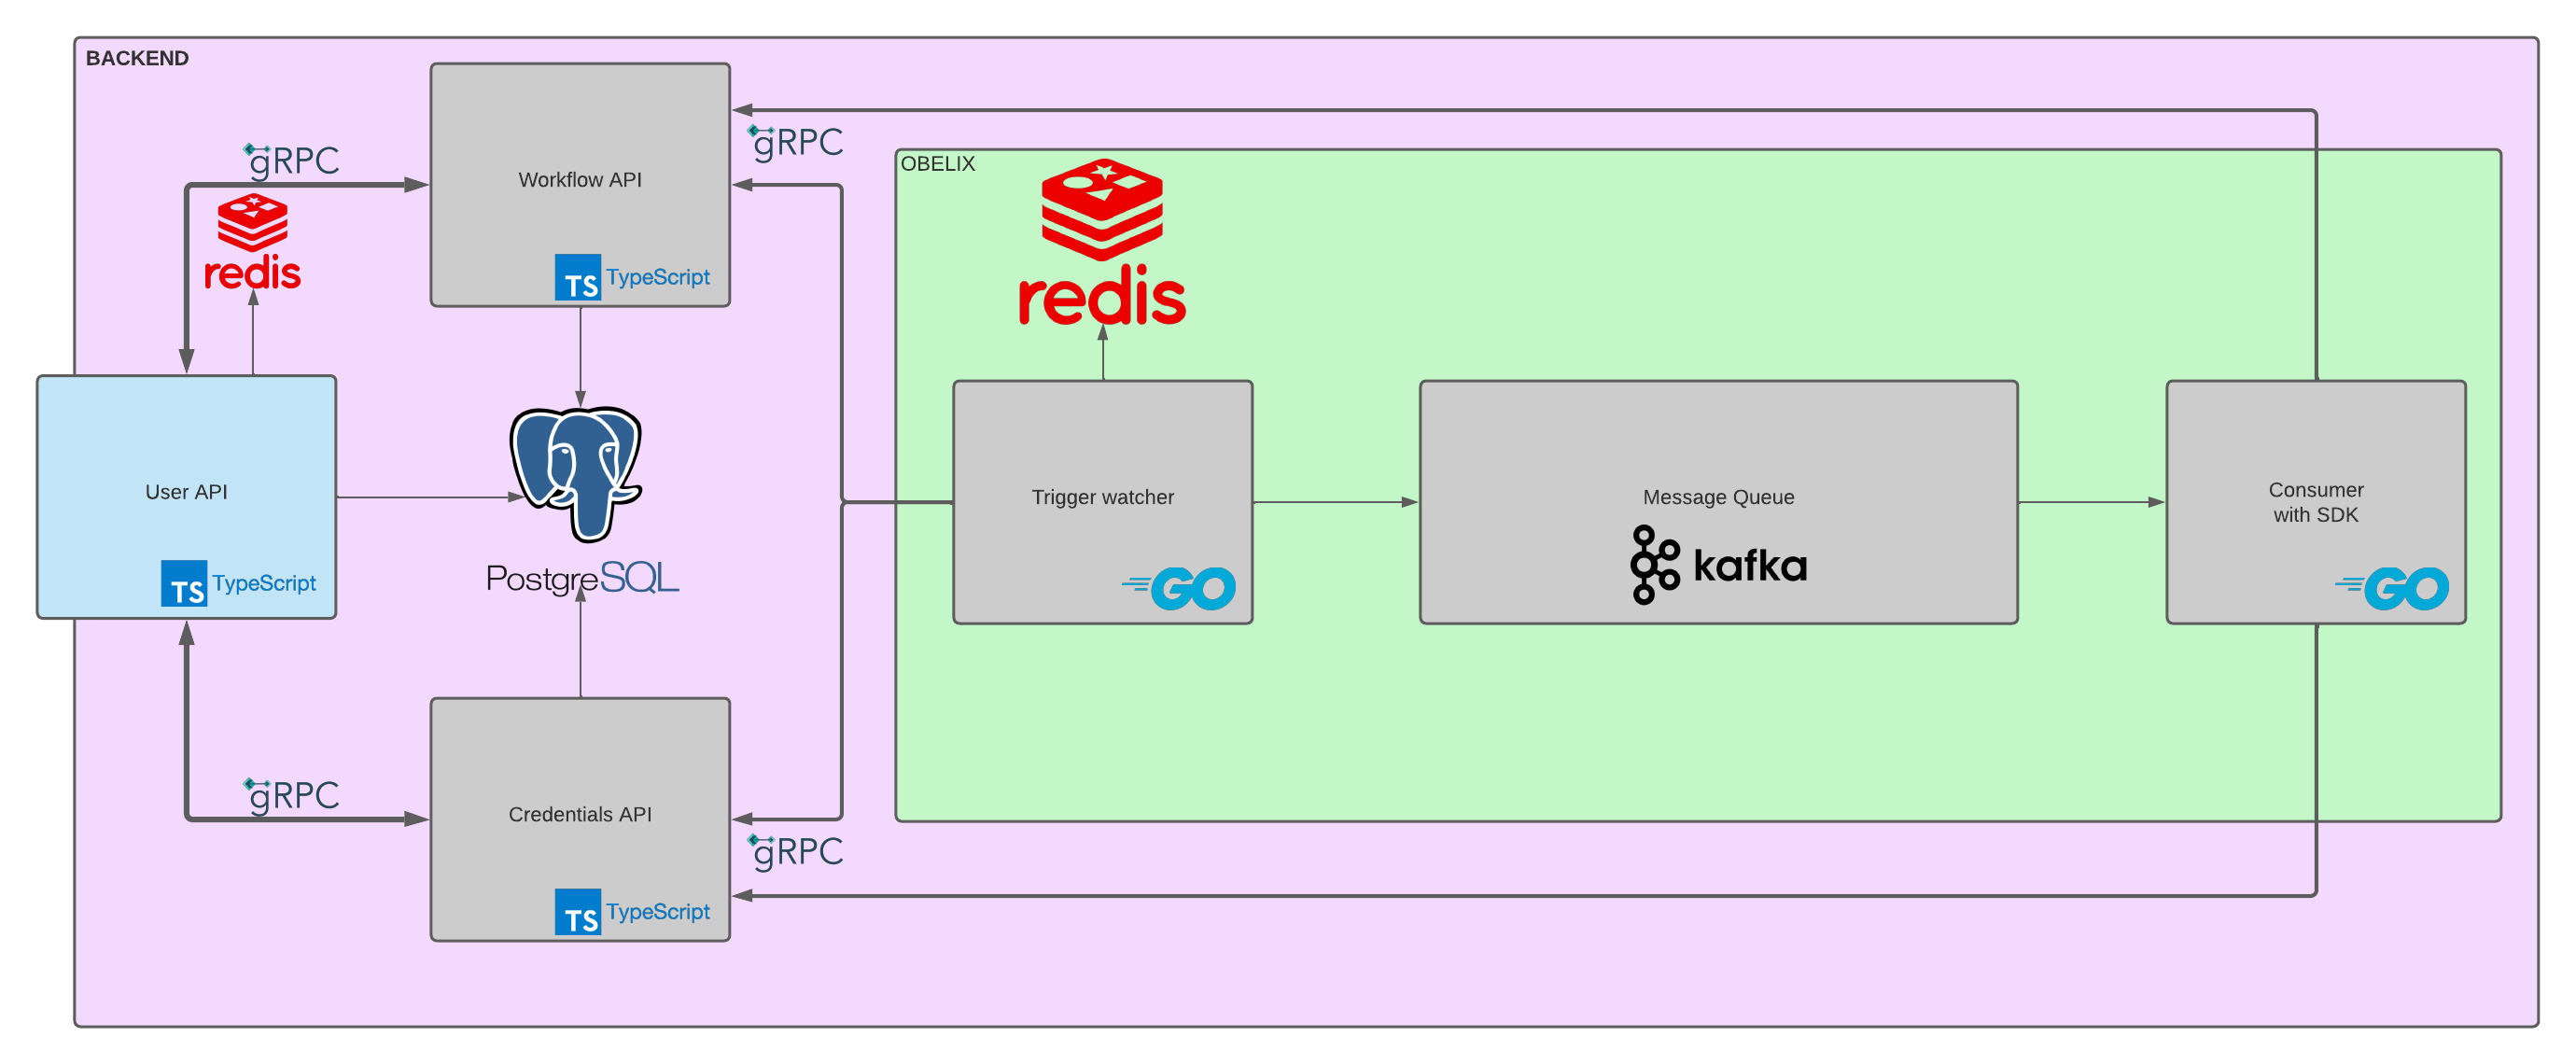 BACKEND
gRPC
Workflow API
TS TypeScript
gRPC
OBELIX
redis
redis
User API
TS TypeScript
PostgreSQL
Trigger watcher
GO
Message Queue
kafka
Consumer
with SDK
GO
gRPC
Credentials API
TS TypeScript
gRPC